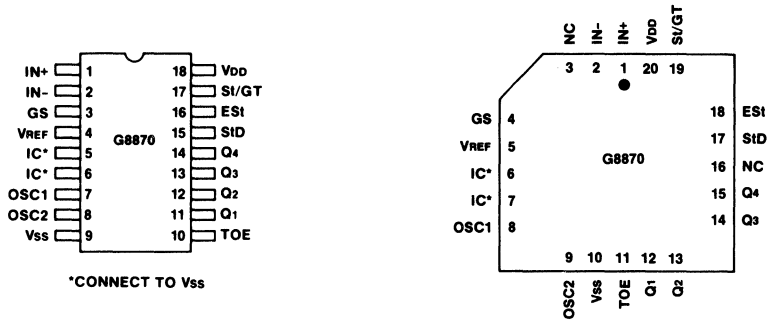 IN+ 1 18 VDD
IN- 2 17 St/GT
GS 3 16 ESt
VREF 4 15 StD
G8870
IC* 5 14 Q4
IC* 6 13 Q3
OSC1 7 12 Q2
OSC2 8 11 Q1
VSS 9 10 TOE
*CONNECT TO VSS
NC IN- IN+ VDD St/GT
3 2 1 20 19
GS 4 18 ESt
VREF 5 17 StD
G8870
IC* 6 16 NC
IC* 7 15 Q4
OSC1 8 14 Q3
9 10 11 12 13
OSC2 VSS TOE Q1 Q2